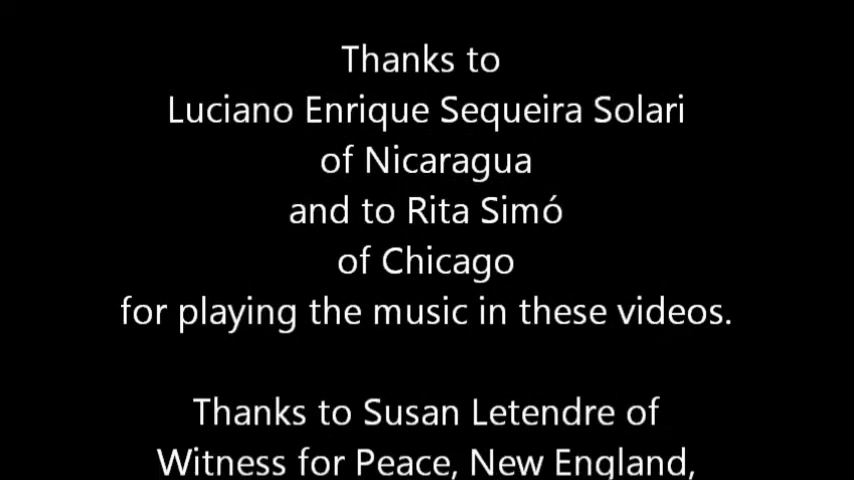 Thanks to
Luciano Enrique Sequeira Solari
of Nicaragua
and to Rita Simó
of Chicago
for playing the music in these videos.
Thanks to Susan Letendre of
Witness for Peace, New England,